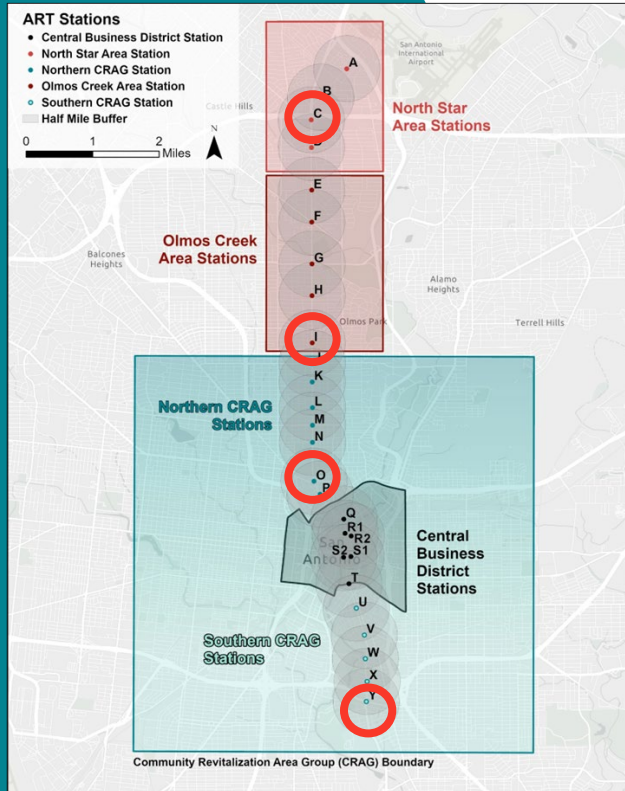 ART Stations
Central Business District Station
North Star Area Station
Northern CRAG Station
Olmos Creek Area Station
Southern CRAG Station
Half Mile Buffer
0 1 2
Miles
N
San Antonio
International
Airport
Castle Hills
A
B
C
D
North Star
Area Stations
E
F
G
H
I
Olmos Creek
Area Stations
Balcones
Heights
Alamo
Heights
Olmos Park
Terrell Hills
J
K
L
M
N
O
P
Northern CRAG
Stations
Q
R1
R2
San
Antonio
S2 S1
T
Central
Business
District
Stations
U
V
W
X
Y
Southern CRAG
Stations
Community Revitalization Area Group (CRAG) Boundary